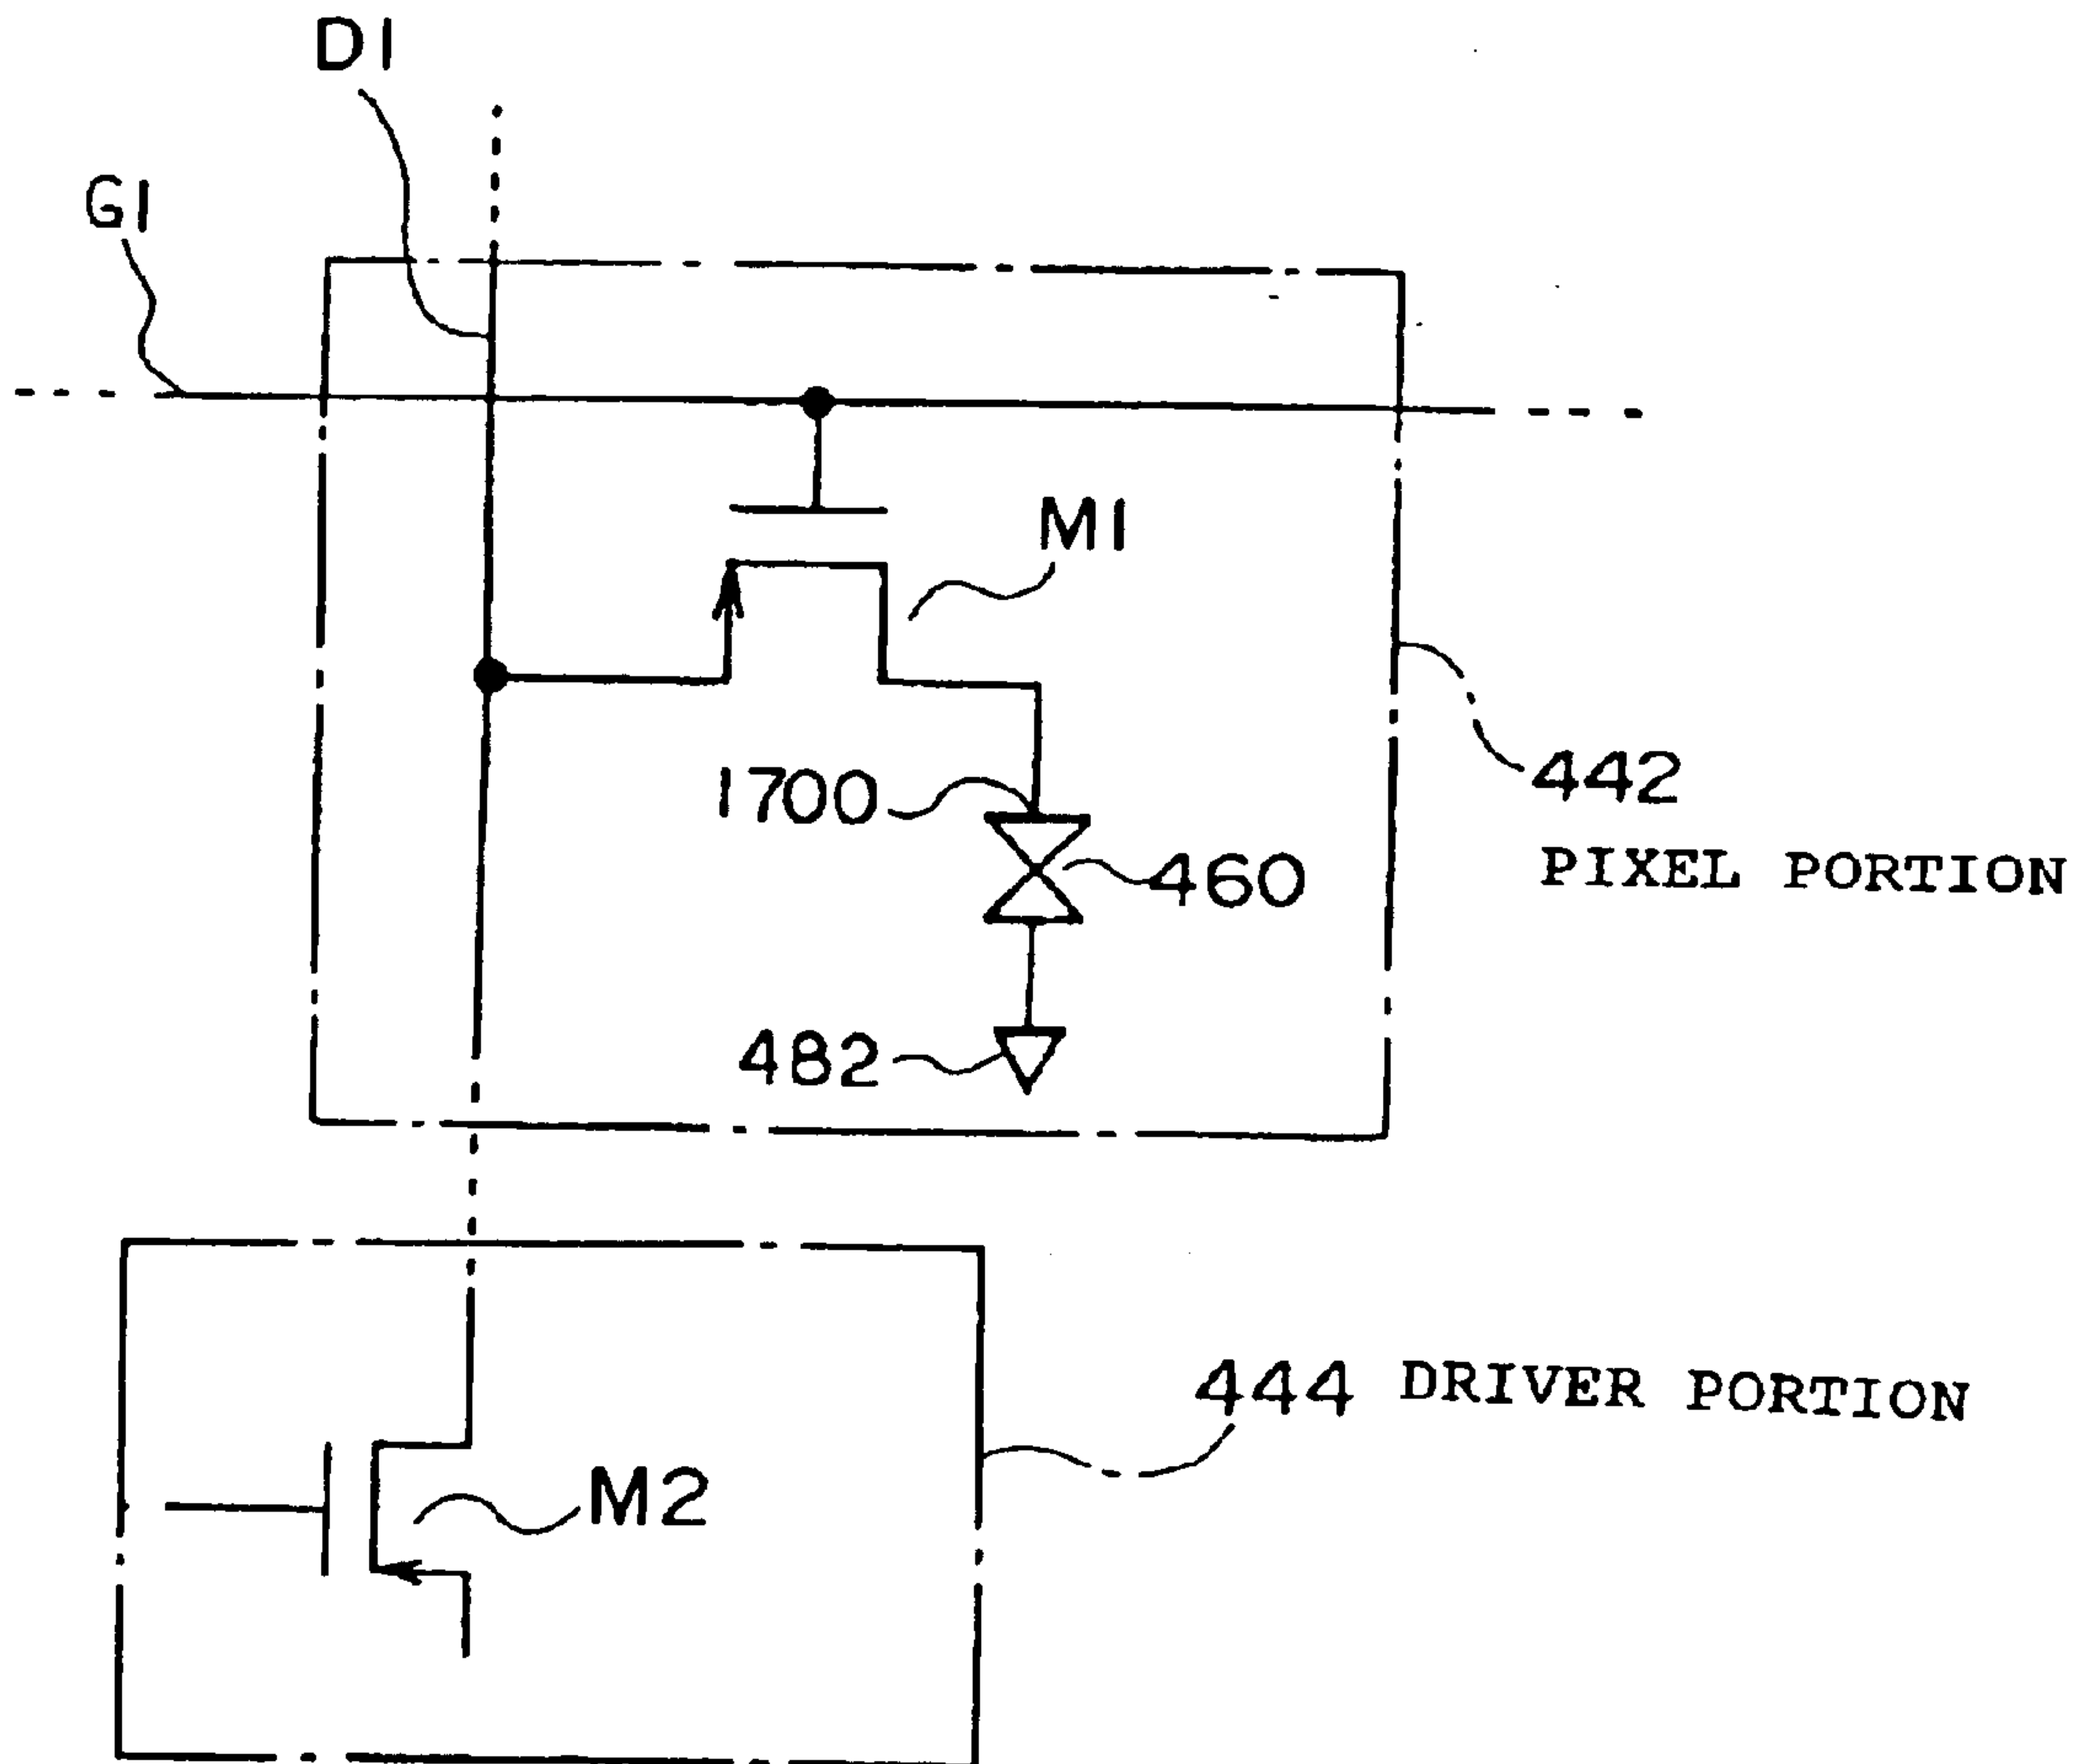 D1
G1
M1
1700
442
PIXEL PORTION
460
482
444 DRIVER PORTION
M2